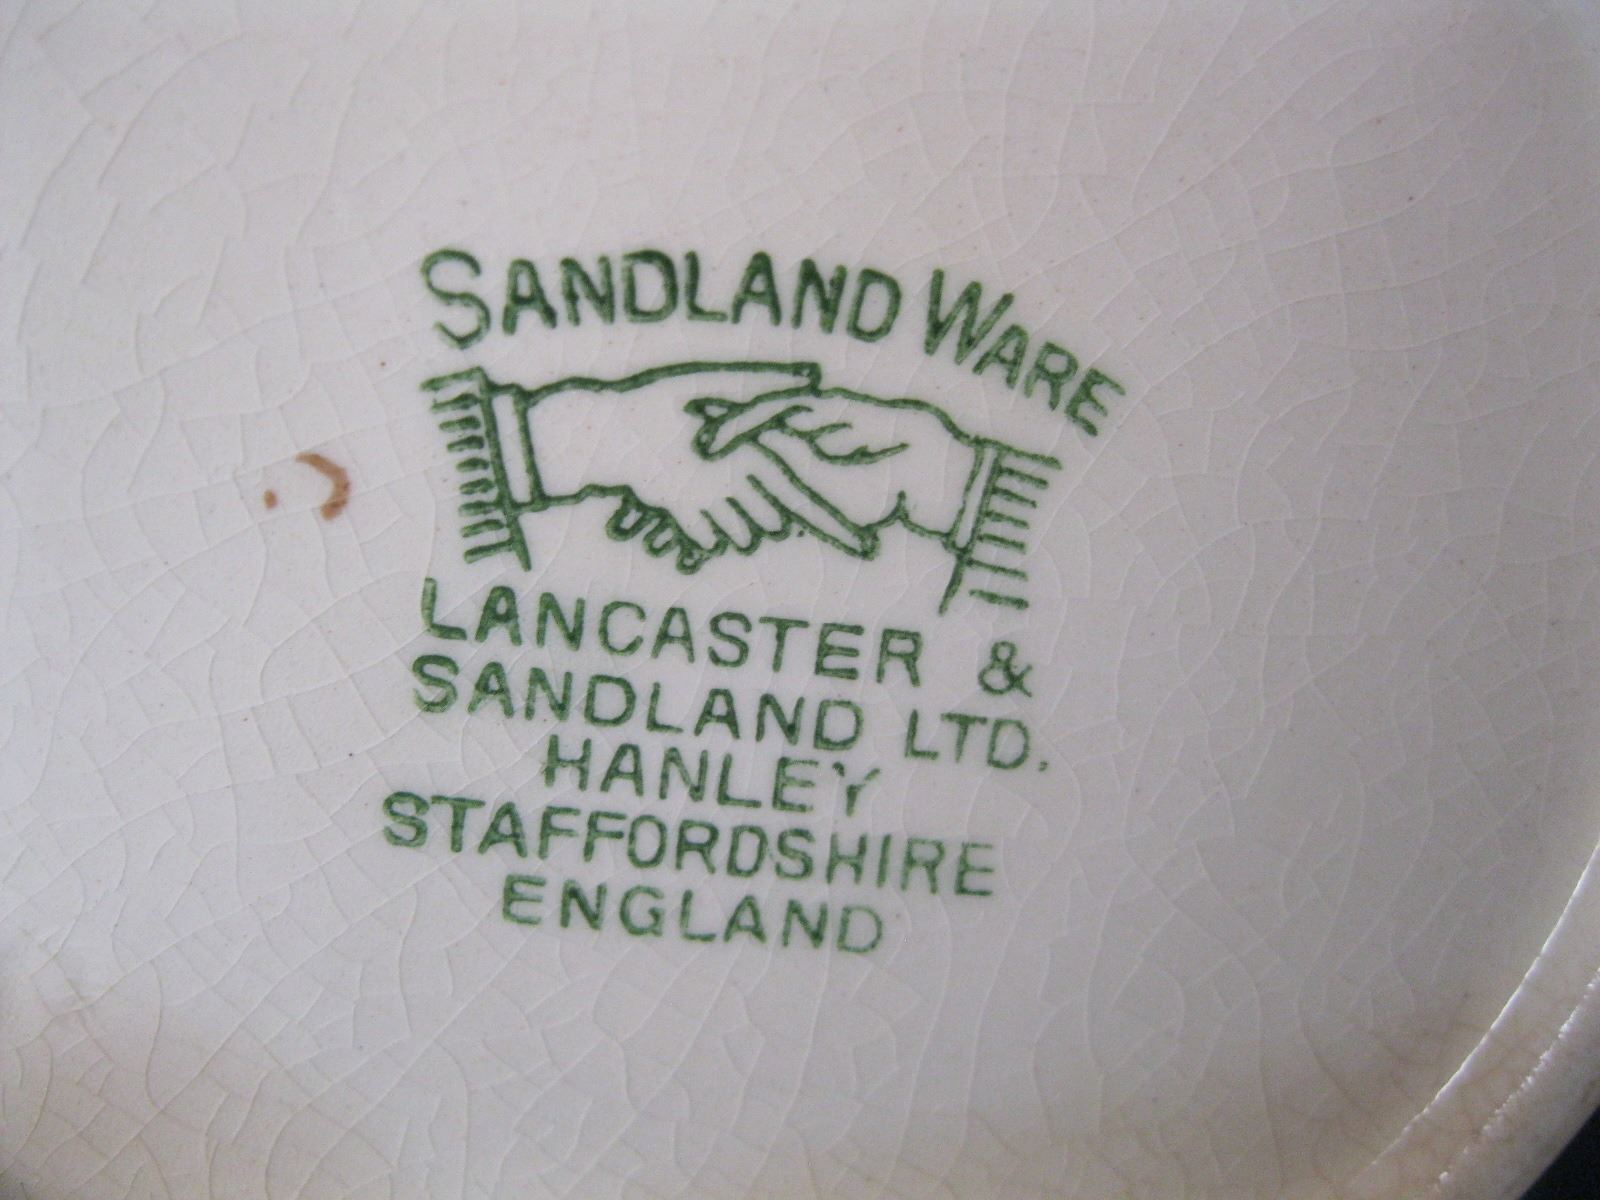 SANDLAND WARE
LANCASTER &
SANDLAND LTD.
HANLEY
STAFFORDSHIRE
ENGLAND